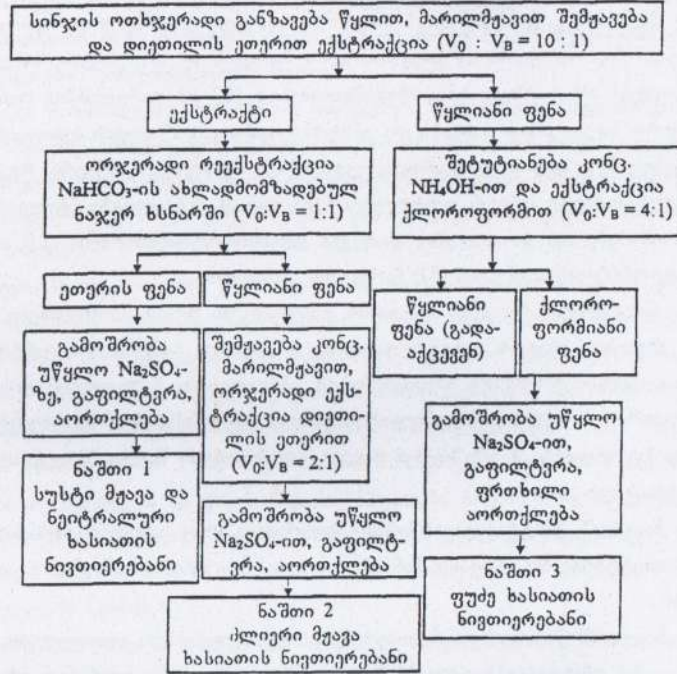 სინჯის ოთხჯერადი განზავება წყლით, მარილმჟავით შემჟავება
და დიეთილის ეთერით ექსტრაქცია (V₀ : V_B = 10 : 1)
ექსტრაქტი
წყლიანი ფენა
ორჯერადი რეექსტრაქცია
NaHCO₃-ის ახლადმომზადებულ
ნაჯერ ხსნარში (V₀:V_B = 1:1)
შეტუტიანება კონც.
NH₄OH-ით და ექსტრაქცია
ქლოროფორმით (V₀:V_B = 4:1)
ეთერის ფენა
წყლიანი ფენა
წყლიანი
ფენა (გადა-
აქცევენ)
ქლორო-
ფორმიანი
ფენა
გამოშრობა
უწყლო Na₂SO₄-
ზე, გაფილტვრა,
აორთქლება
შემჟავება კონც.
მარილმჟავით,
ორჯერადი ექს-
ტრაქცია დიეთი-
ლის ეთერით
(V₀:V_B = 2:1)
გამოშრობა უწყლო
Na₂SO₄-ით,
გაფილტვრა,
ფრთხილი
აორთქლება
ნაშთი 1
სუსტი მჟავა და
ნეიტრალური
ხასიათის
ნივთიერებანი
გამოშრობა უწყლო
Na₂SO₄-ით, გაფილტ-
ვრა, აორთქლება
ნაშთი 3
ფუძე ხასიათის
ნივთიერებანი
ნაშთი 2
ძლიერი მჟავა
ხასიათის ნივთიერებანი